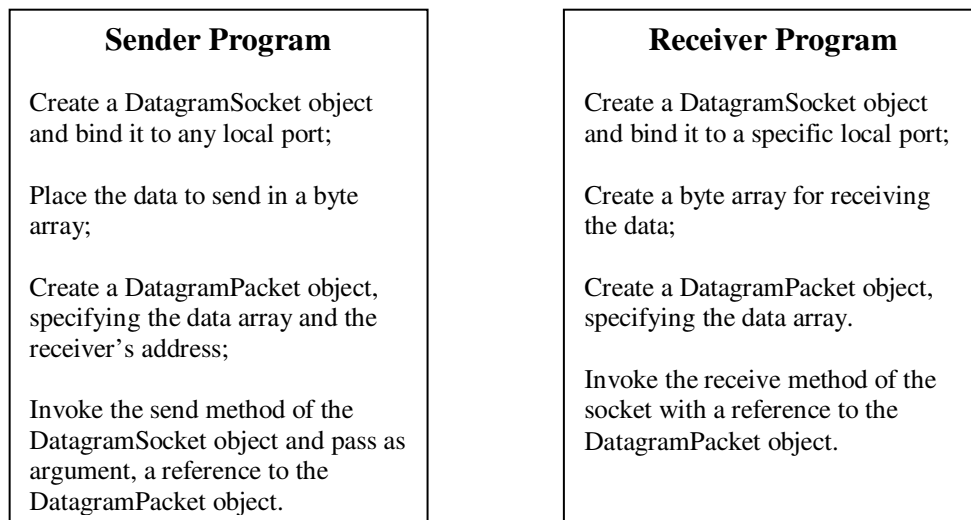 Sender Program
Create a DatagramSocket object
and bind it to any local port;
Place the data to send in a byte
array;
Create a DatagramPacket object,
specifying the data array and the
receiver's address;
Invoke the send method of the
DatagramSocket object and pass as
argument, a reference to the
DatagramPacket object.
Receiver Program
Create a DatagramSocket object
and bind it to a specific local port;
Create a byte array for receiving
the data;
Create a DatagramPacket object,
specifying the data array.
Invoke the receive method of the
socket with a reference to the
DatagramPacket object.